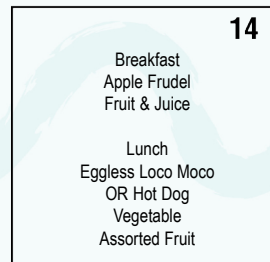 14
Breakfast
Apple Frudel
Fruit & Juice
Lunch
Eggless Loco Moco
OR Hot Dog
Vegetable
Assorted Fruit